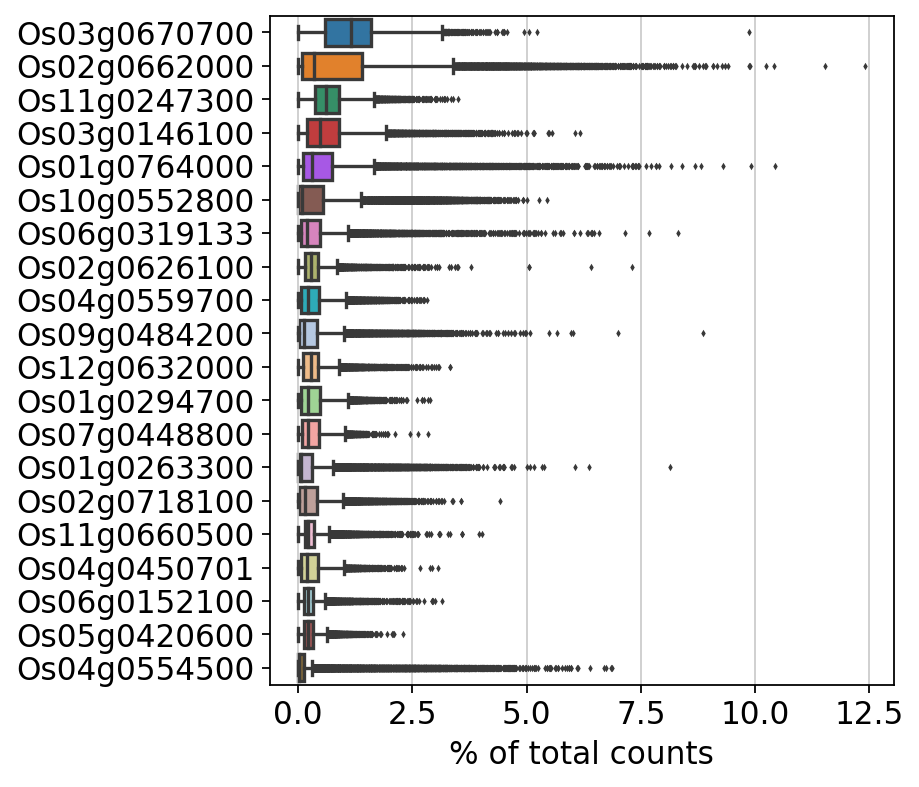 Os03g0670700
Os02g0662000
Os11g0247300
Os03g0146100
Os01g0764000
Os10g0552800
Os06g0319133
Os02g0626100
Os04g0559700
Os09g0484200
Os12g0632000
Os01g0294700
Os07g0448800
Os01g0263300
Os02g0718100
Os11g0660500
Os04g0450701
Os06g0152100
Os05g0420600
Os04g0554500
0.0 2.5 5.0 7.5 10.0 12.5
% of total counts